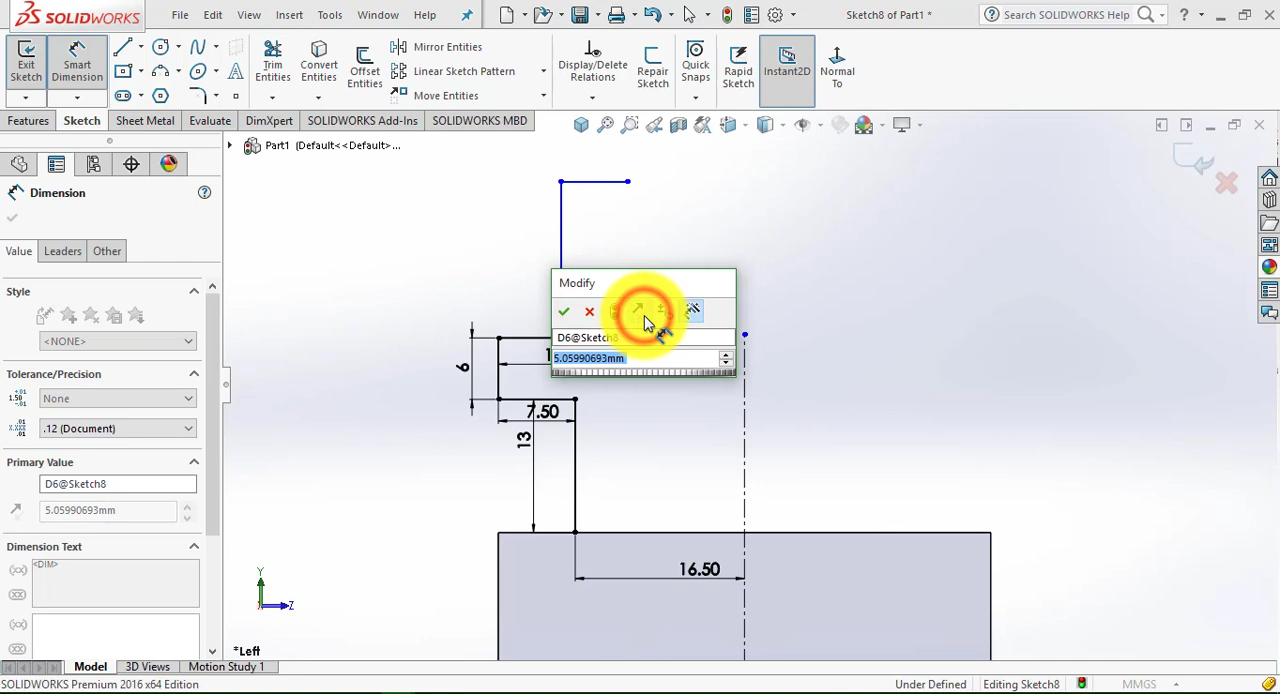 SOLIDWORKS File Edit View Insert Tools Window Help Sketch8 of Part1 * Search SOLIDWORKS Help
Exit Sketch
Smart Dimension
Trim Entities
Convert Entities
Offset Entities
Mirror Entities
Linear Sketch Pattern
Move Entities
Display/Delete Relations
Repair Sketch
Quick Snaps
Rapid Sketch
Instant2D
Normal To
Features Sketch Sheet Metal Evaluate DimXpert SOLIDWORKS Add-Ins SOLIDWORKS MBD
Part1 (Default<<Default>...
Dimension
Value Leaders Other
Style
<NONE>
Tolerance/Precision
None
.12 (Document)
Primary Value
D6@Sketch8
5.05990693mm
Dimension Text
<DIM>
Modify
D6@Sketch8
5.05990693mm
6
7.50
13
16.50
Y
Z
*Left
Model 3D Views Motion Study 1
SOLIDWORKS Premium 2016 x64 Edition Under Defined Editing Sketch8 MMGS